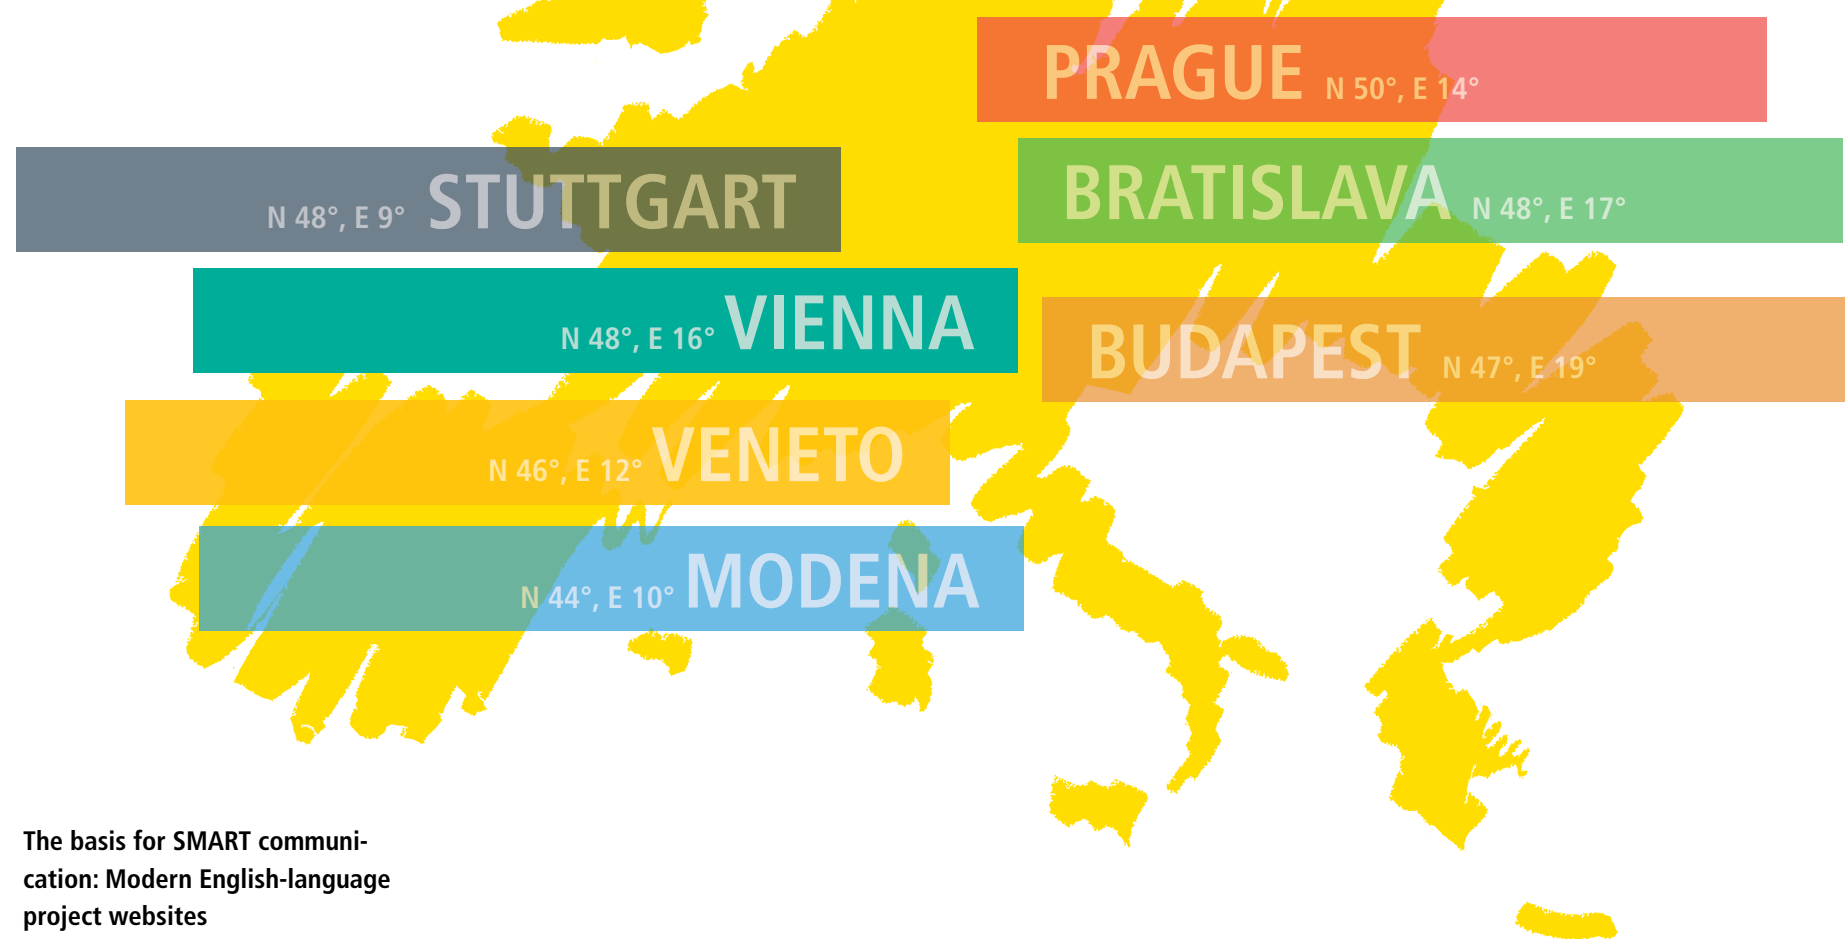 PRAGUE N 50°, E 14°
N 48°, E 9° STUTTGART
BRATISLAVA N 48°, E 17°
N 48°, E 16° VIENNA
BUDAPEST N 47°, E 19°
N 46°, E 12° VENETO
N 44°, E 10° MODENA
The basis for SMART communi-
cation: Modern English-language
project websites